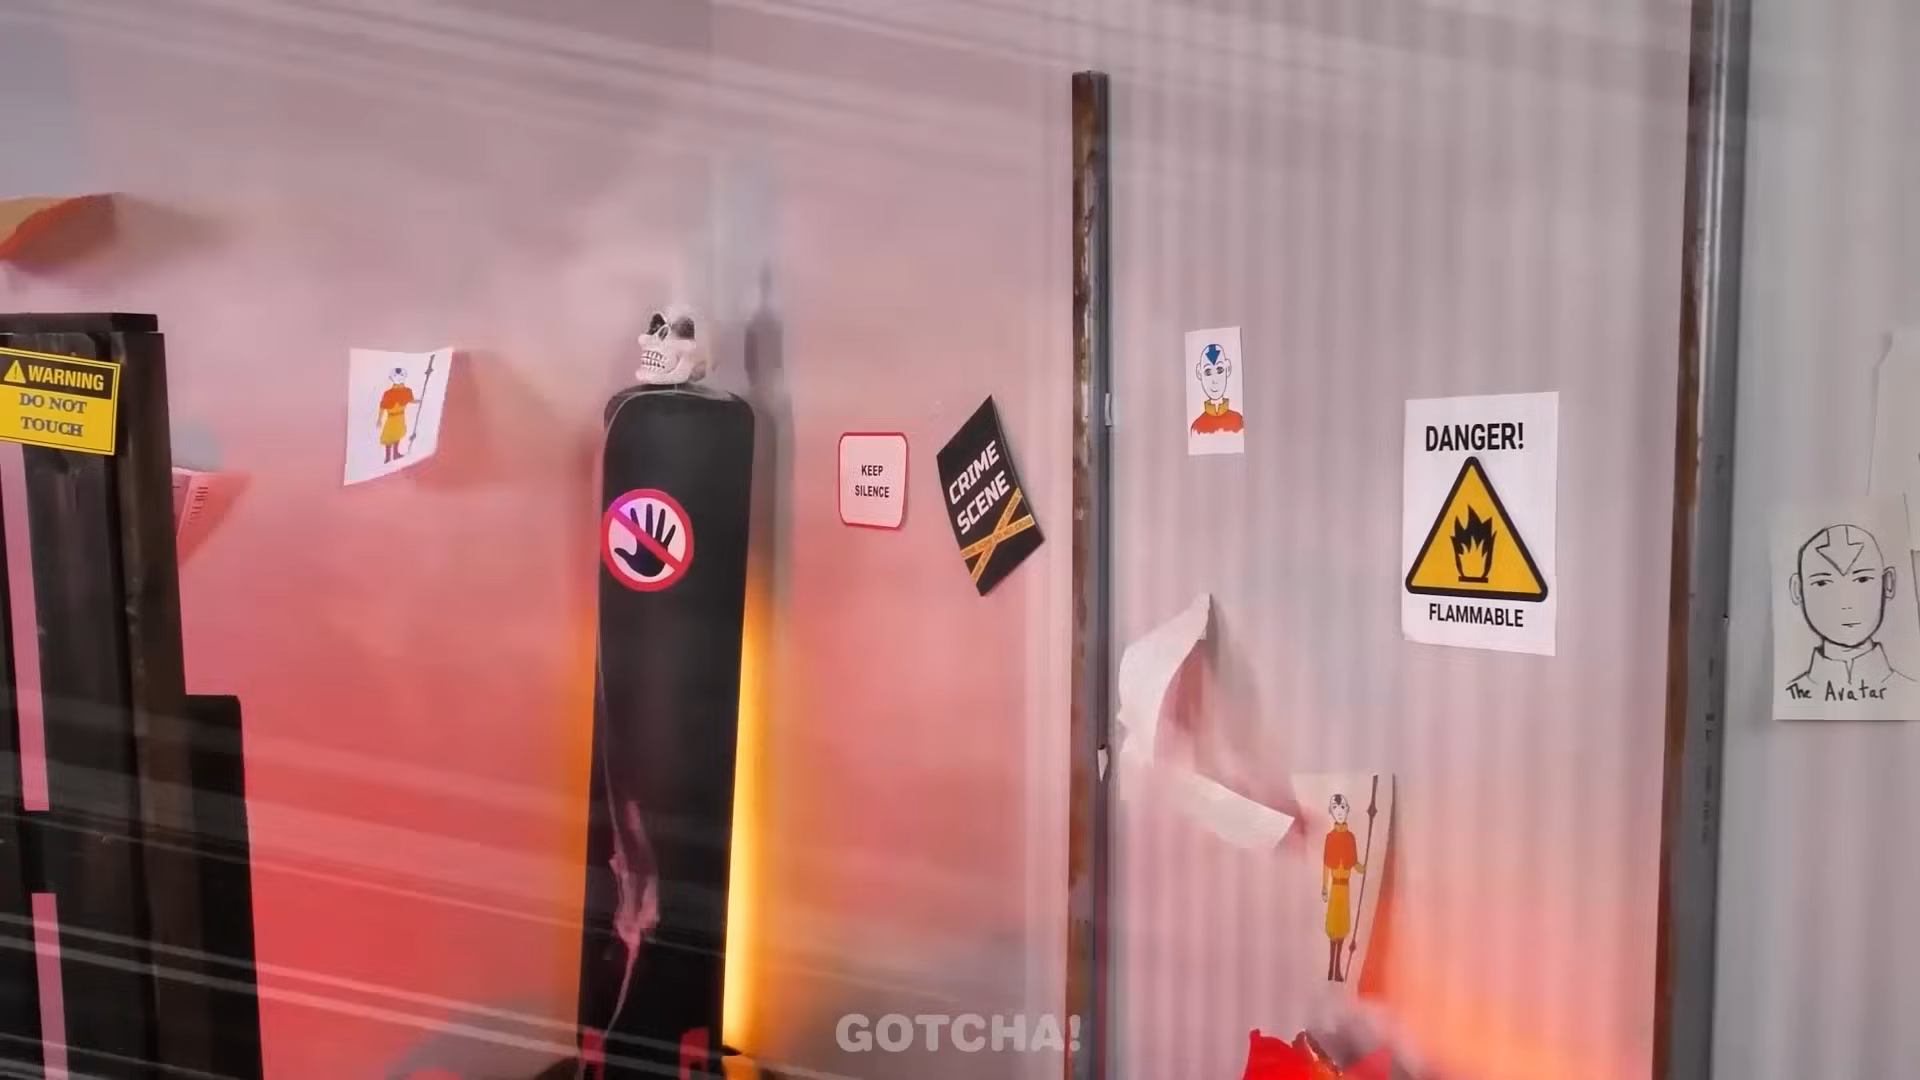 WARNING
DO NOT
TOUCH
KEEP
SILENCE
CRIME
SCENE
DANGER!
FLAMMABLE
The Avatar
GOTCHA!